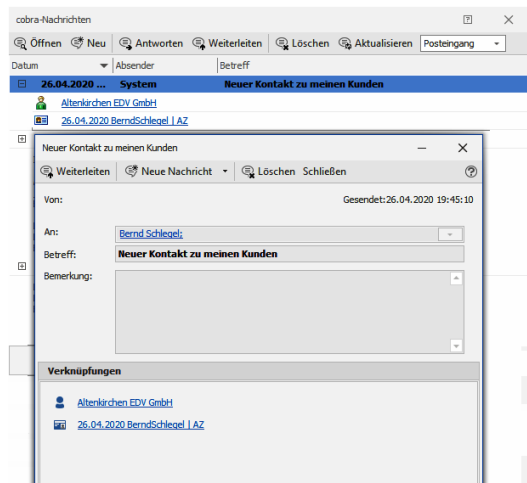 cobra-Nachrichten
Öffnen Neu Antworten Weiterleiten Löschen Aktualisieren Posteingang
Datum Absender Betreff
26.04.2020 ... System Neuer Kontakt zu meinen Kunden
Altenkirchen EDV GmbH
26.04.2020 BerndSchlegel | AZ
Neuer Kontakt zu meinen Kunden
Weiterleiten Neue Nachricht Löschen Schließen
Von: Gesendet:26.04.2020 19:45:10
An: Bernd Schlegel;
Betreff: Neuer Kontakt zu meinen Kunden
Bemerkung:
Verknüpfungen
Altenkirchen EDV GmbH
26.04.2020 BerndSchlegel | AZ